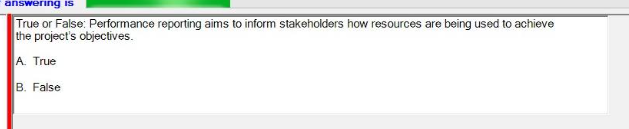 answering is
True or False: Performance reporting aims to inform stakeholders how resources are being used to achieve
the project's objectives.
A. True
B. False